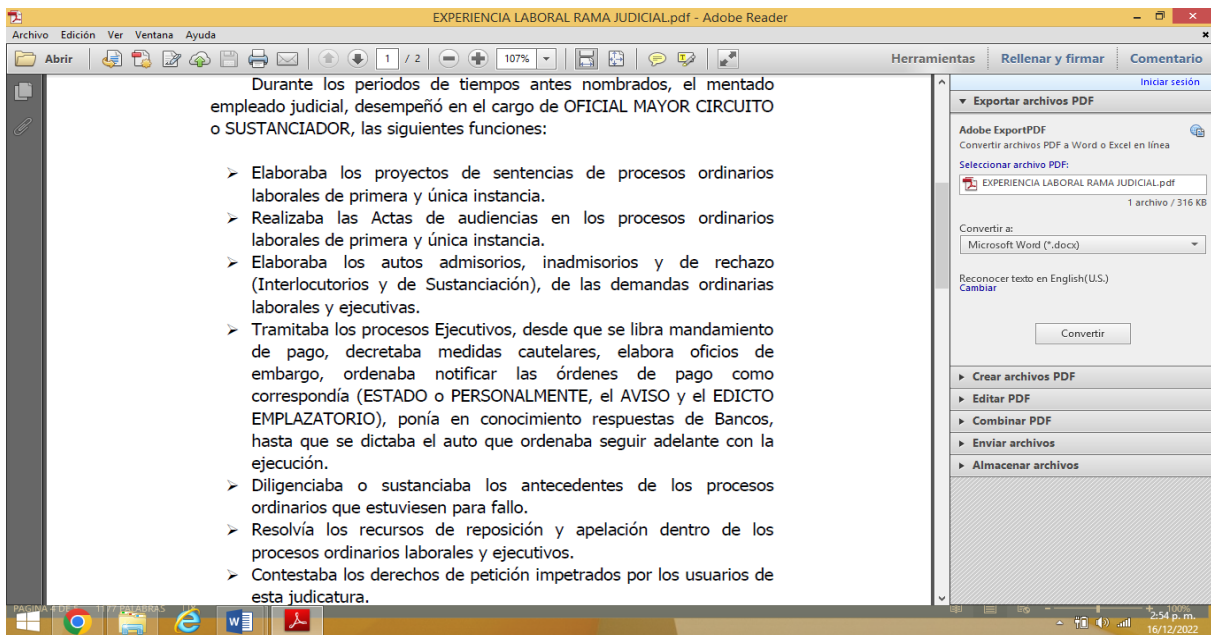 EXPERIENCIA LABORAL RAMA JUDICIAL.pdf - Adobe Reader
Archivo Edición Ver Ventana Ayuda
Abrir 1 / 2 107% Herramientas Rellenar y firmar Comentario
Durante los periodos de tiempos antes nombrados, el mentado
empleado judicial, desempeñó en el cargo de OFICIAL MAYOR CIRCUITO
o SUSTANCIADOR, las siguientes funciones:
➢ Elaboraba los proyectos de sentencias de procesos ordinarios
laborales de primera y única instancia.
➢ Realizaba las Actas de audiencias en los procesos ordinarios
laborales de primera y única instancia.
➢ Elaboraba los autos admisorios, inadmisorios y de rechazo
(Interlocutorios y de Sustanciación), de las demandas ordinarias
laborales y ejecutivas.
➢ Tramitaba los procesos Ejecutivos, desde que se libra mandamiento
de pago, decretaba medidas cautelares, elabora oficios de
embargo, ordenaba notificar las órdenes de pago como
correspondía (ESTADO o PERSONALMENTE, el AVISO y el EDICTO
EMPLAZATORIO), ponía en conocimiento respuestas de Bancos,
hasta que se dictaba el auto que ordenaba seguir adelante con la
ejecución.
➢ Diligenciaba o sustanciaba los antecedentes de los procesos
ordinarios que estuviesen para fallo.
➢ Resolvía los recursos de reposición y apelación dentro de los
procesos ordinarios laborales y ejecutivos.
➢ Contestaba los derechos de petición impetrados por los usuarios de
esta judicatura.
Iniciar sesión
Exportar archivos PDF
Adobe ExportPDF
Convertir archivos PDF a Word o Excel en línea
Seleccionar archivo PDF:
EXPERIENCIA LABORAL RAMA JUDICIAL.pdf
1 archivo / 316 KB
Convertir a:
Microsoft Word (*.docx)
Reconocer texto en English(U.S.)
Cambiar
Convertir
Crear archivos PDF
Editar PDF
Combinar PDF
Enviar archivos
Almacenar archivos
100%
2:54 p. m.
16/12/2022